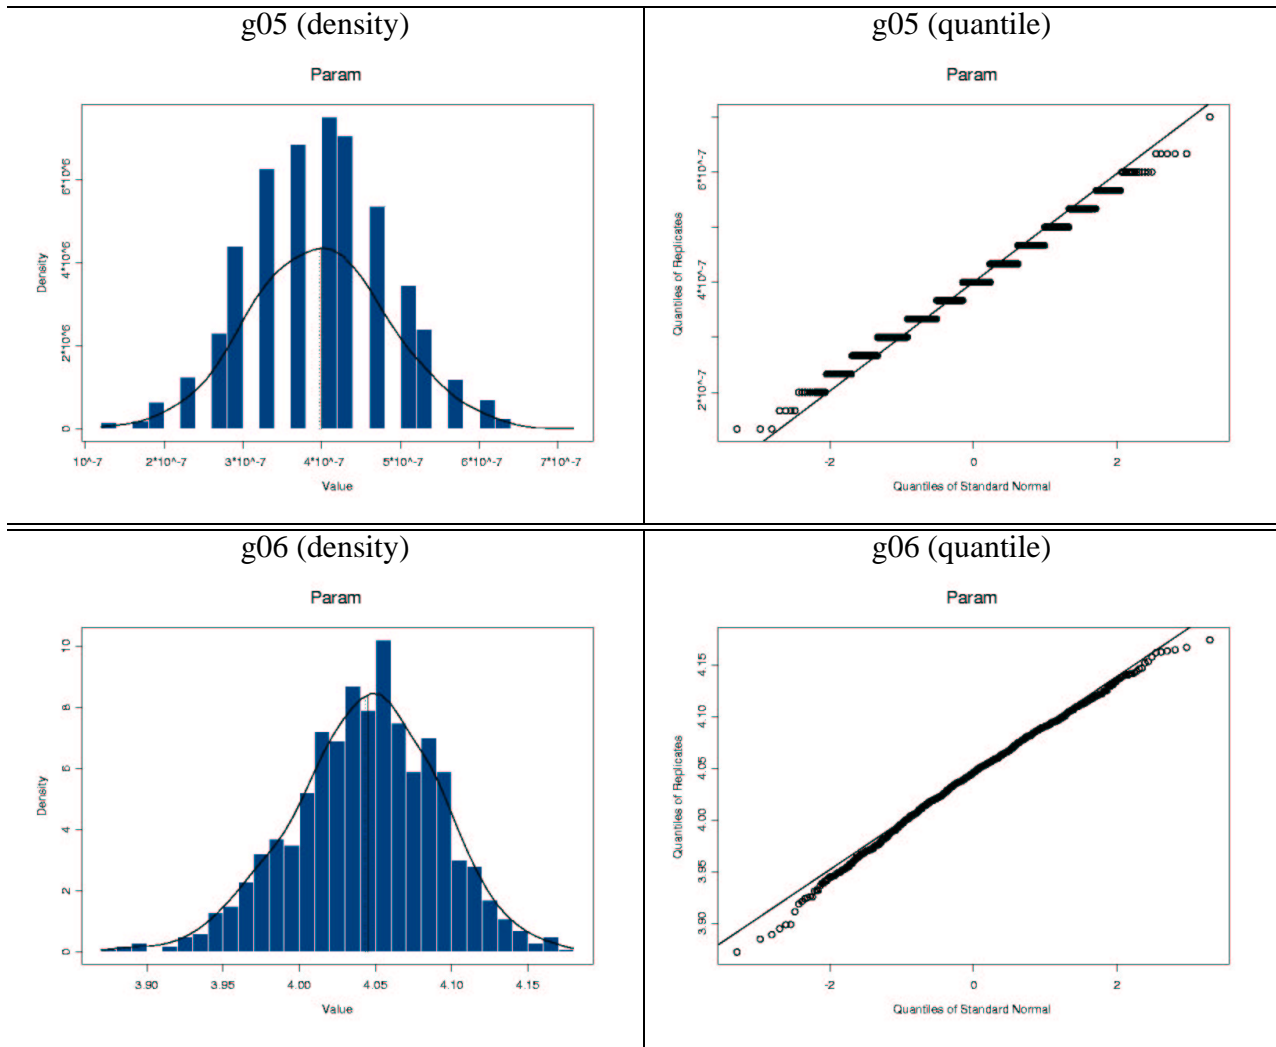 g05 (density)
g05 (quantile)
Param
Density
0
2*10^6
4*10^6
6*10^6
10^-7
2*10^-7
3*10^-7
4*10^-7
5*10^-7
6*10^-7
7*10^-7
Value
Param
Quantiles of Replicates
2*10^-7
4*10^-7
6*10^-7
-2
0
2
Quantiles of Standard Normal
g06 (density)
g06 (quantile)
Param
Density
0
2
4
6
8
10
3.90
3.95
4.00
4.05
4.10
4.15
Value
Param
Quantiles of Replicates
3.90
3.95
4.00
4.05
4.10
4.15
-2
0
2
Quantiles of Standard Normal